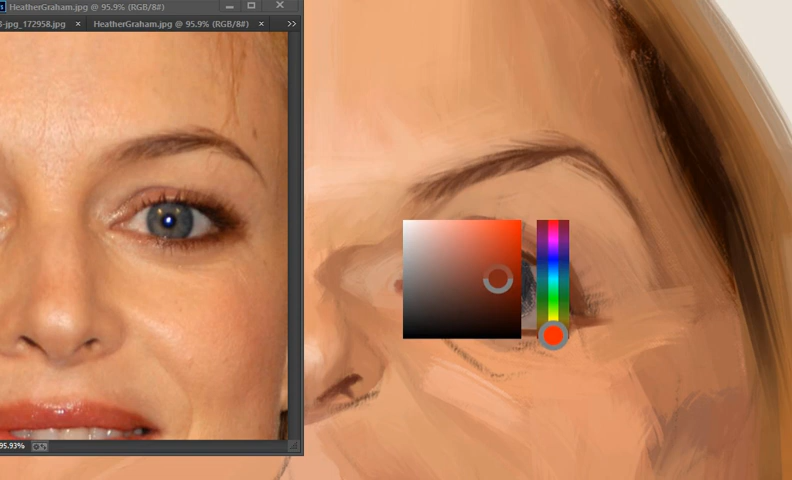 HeatherGraham.jpg @ 95.9% (RGB/8#)
-jpg_172958.jpg × HeatherGraham.jpg @ 95.9% (RGB/8#) × >>
95.93%